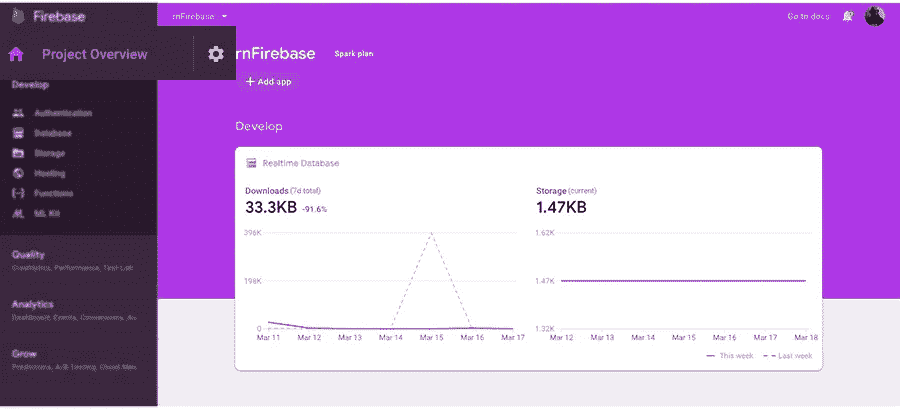 Firebase
rnFirebase
Go to docs
Project Overview
rnFirebase
Spark plan
+ Add app
Develop
Authentication
Database
Storage
Hosting
Functions
ML Kit
Quality
Crashlytics, Performance, Test Lab
Analytics
Dashboard, Events, Conversions, Au
Grow
Predictions, A/B Testing, Cloud Mes
Develop
Realtime Database
Downloads (7d total)
33.3KB -91.6%
396K
198K
0
Mar 11 Mar 12 Mar 13 Mar 14 Mar 15 Mar 16 Mar 17
Storage (current)
1.47KB
1.62K
1.47K
1.32K
Mar 12 Mar 13 Mar 14 Mar 15 Mar 16 Mar 17 Mar 18
This week Last week